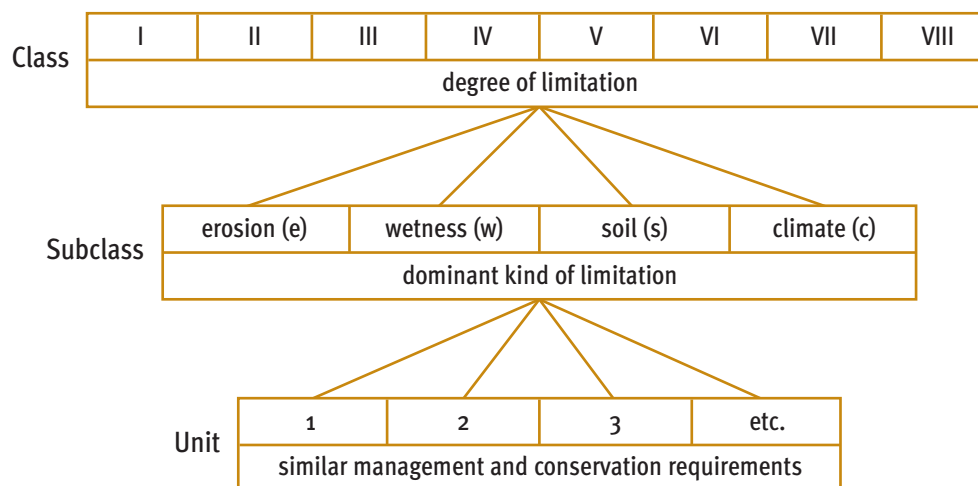 Class
I II III IV V VI VII VIII
degree of limitation
Subclass
erosion (e) wetness (w) soil (s) climate (c)
dominant kind of limitation
Unit
1 2 3 etc.
similar management and conservation requirements